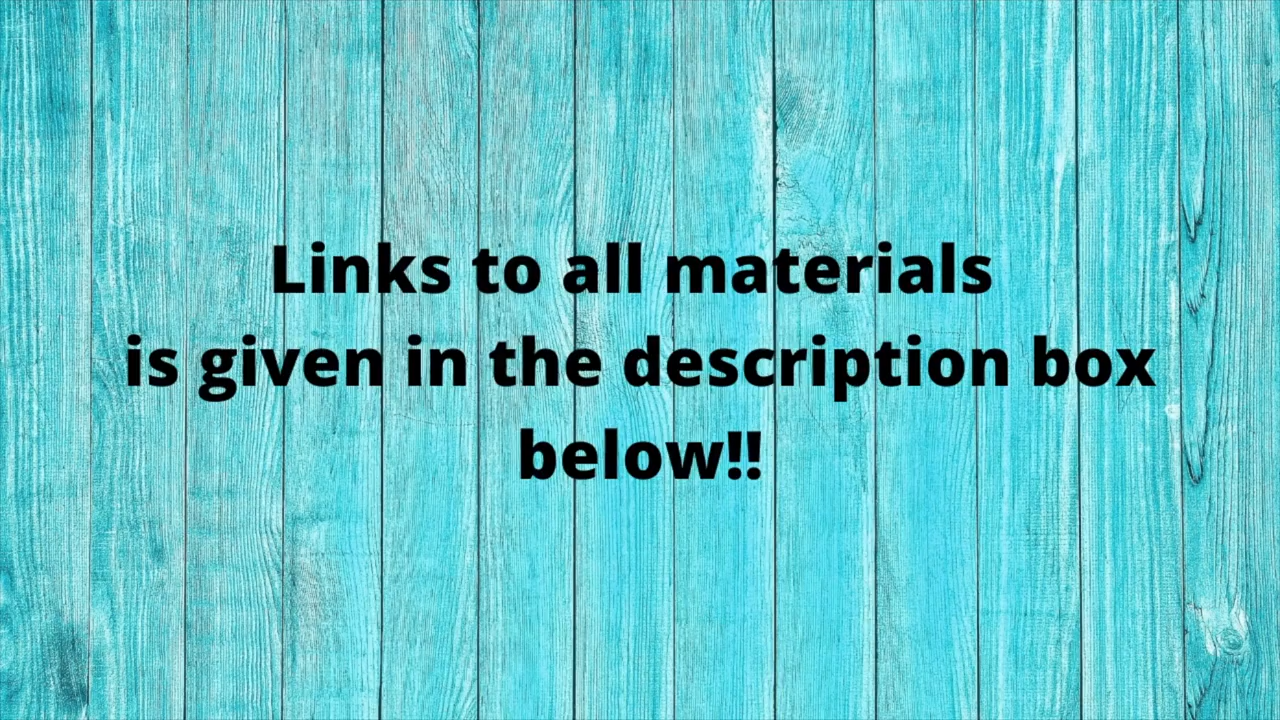 Links to all materials
is given in the description box
below!!